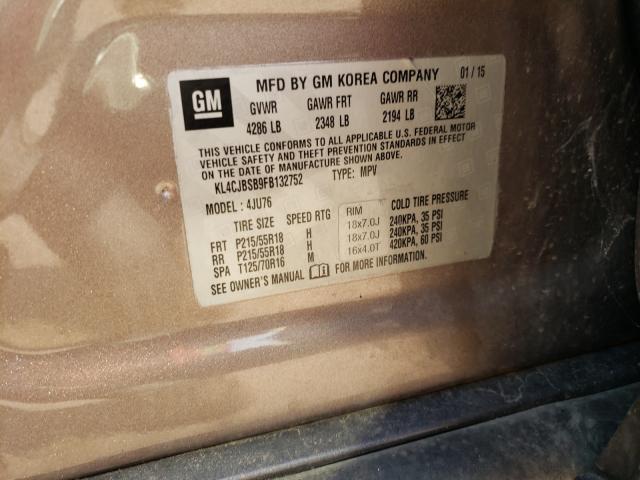 GM
MFD BY GM KOREA COMPANY 01/15
GVWR GAWR FRT GAWR RR
4286 LB 2348 LB 2194 LB
THIS VEHICLE CONFORMS TO ALL APPLICABLE U.S. FEDERAL MOTOR
VEHICLE SAFETY AND THEFT PREVENTION STANDARDS IN EFFECT
ON THE DATE OF MANUFACTURE SHOWN ABOVE.
KL4CJBSB9FB132752 TYPE: MPV
MODEL: 4JU76
TIRE SIZE SPEED RTG RIM COLD TIRE PRESSURE
FRT P215/55R18 H 18x7.0J 240KPA, 35 PSI
RR P215/55R18 H 18x7.0J 240KPA, 35 PSI
SPA T125/70R16 M 16x4.0T 420KPA, 60 PSI
SEE OWNER'S MANUAL FOR MORE INFORMATION.